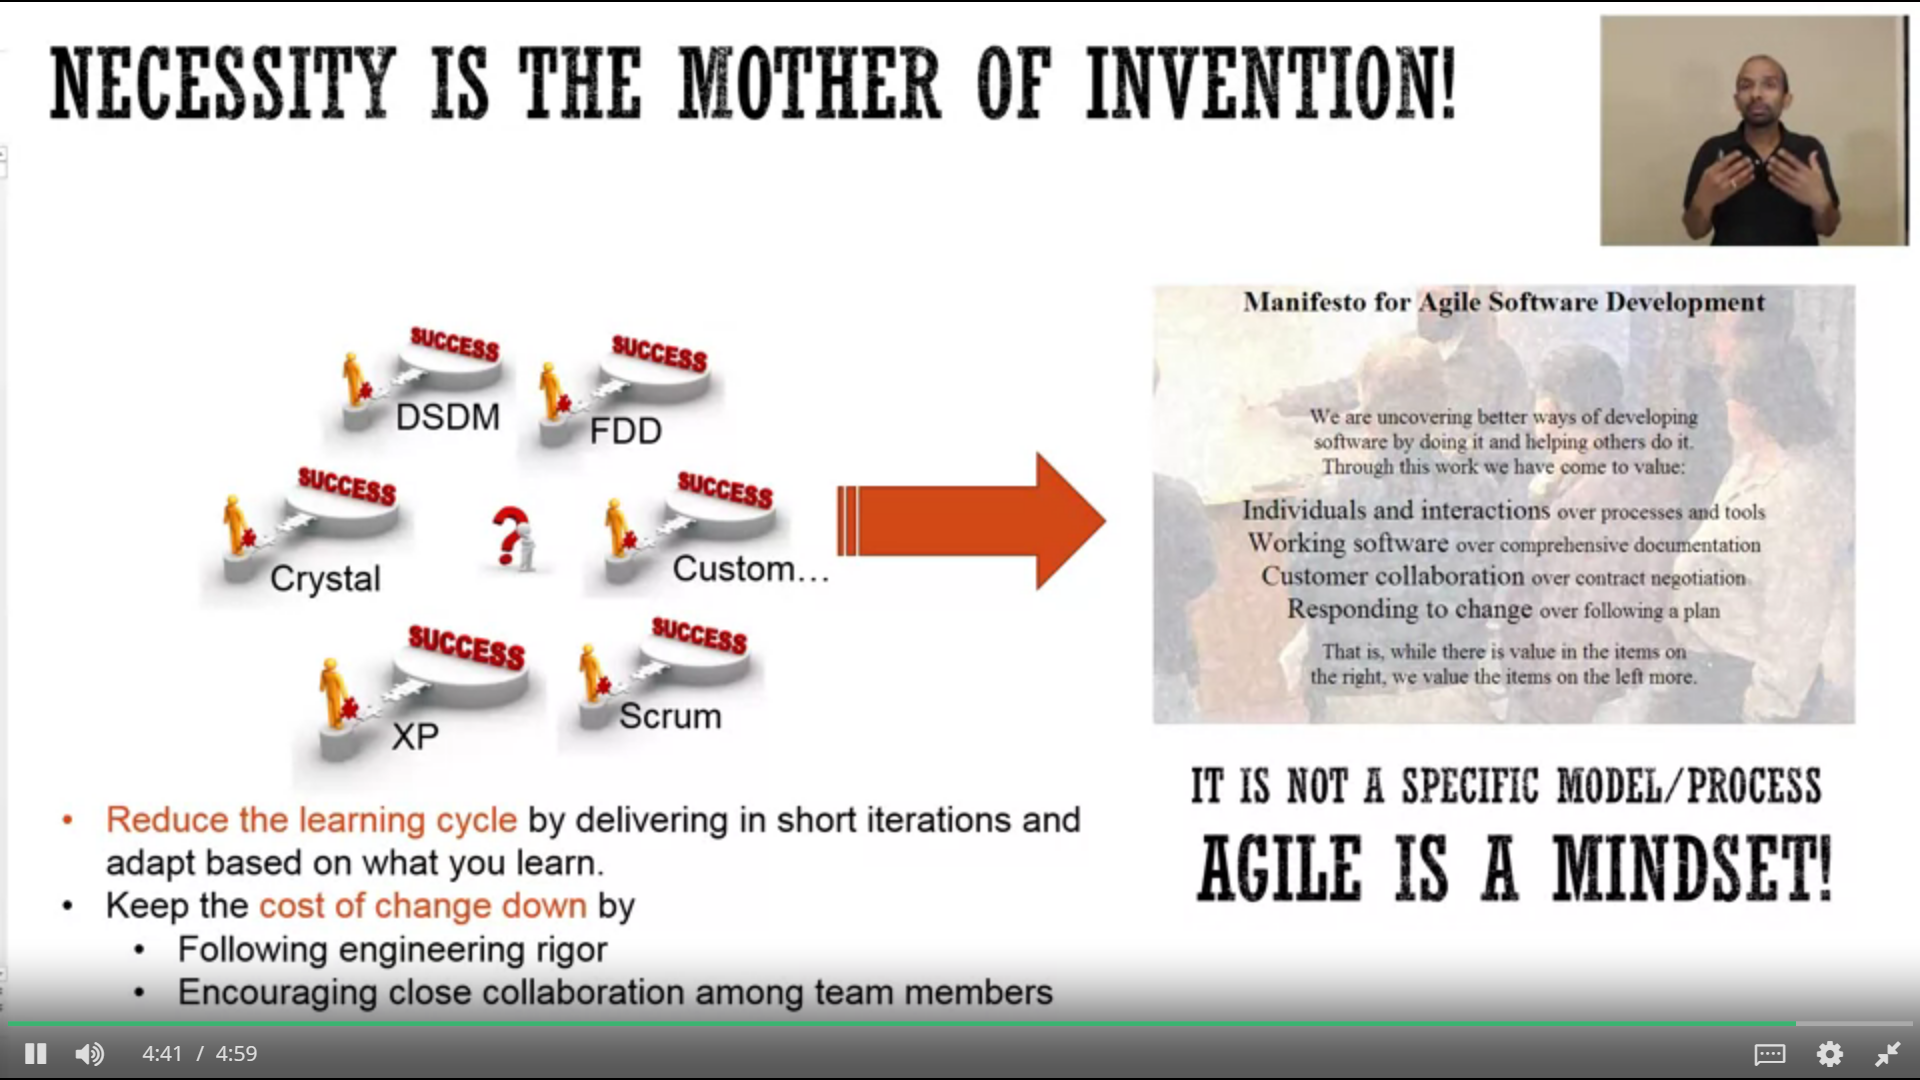 NECESSITY IS THE MOTHER OF INVENTION!
SUCCESS
DSDM
SUCCESS
FDD
SUCCESS
Crystal
?
SUCCESS
Custom...
SUCCESS
XP
SUCCESS
Scrum
Manifesto for Agile Software Development
We are uncovering better ways of developing
software by doing it and helping others do it.
Through this work we have come to value:
Individuals and interactions over processes and tools
Working software over comprehensive documentation
Customer collaboration over contract negotiation
Responding to change over following a plan
That is, while there is value in the items on
the right, we value the items on the left more.
IT IS NOT A SPECIFIC MODEL/PROCESS
AGILE IS A MINDSET!
• Reduce the learning cycle by delivering in short iterations and
adapt based on what you learn.
• Keep the cost of change down by
• Following engineering rigor
• Encouraging close collaboration among team members
4:41 / 4:59